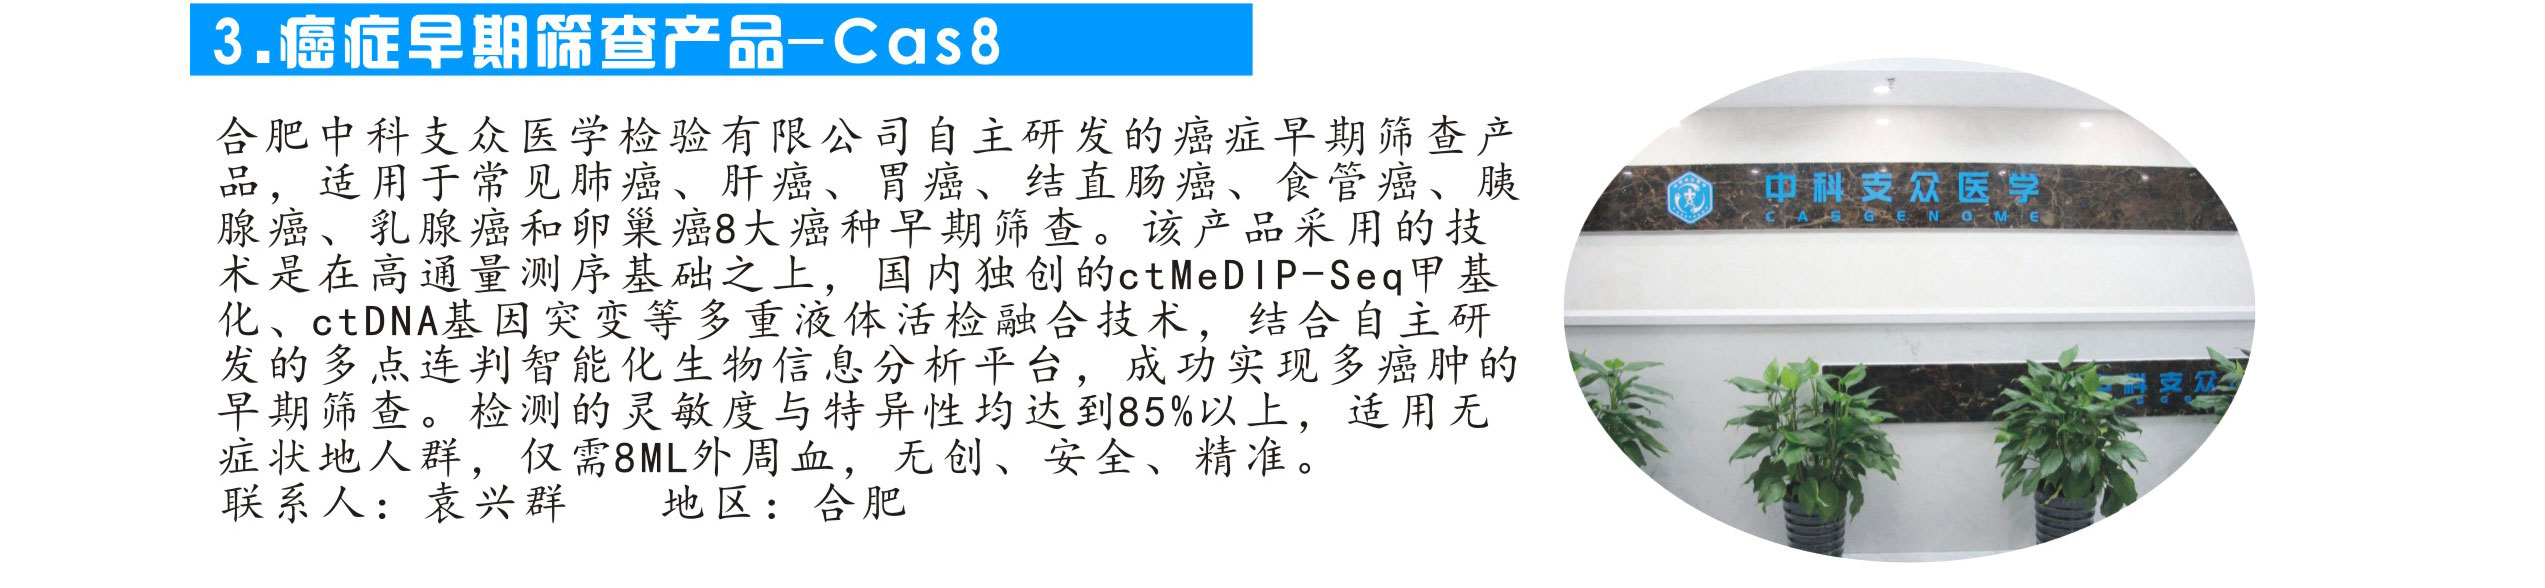 3.癌症早期筛查产品-Cas8
合肥中科支众医学检验有限公司自主研发的癌症早期筛查产
品，适用于常见肺癌、肝癌、胃癌、结直肠癌、食管癌、胰
腺癌、乳腺癌和卵巢癌8大癌种早期筛查。该产品采用的技
术是在高通量测序基础之上，国内独创的ctMeDIP-Seq甲基
化、ctDNA基因突变等多重液体活检融合技术，结合自主研
发的多点连判智能化生物信息分析平台，成功实现多癌肿的
早期筛查。检测的灵敏度与特异性均达到85%以上，适用无
症状地人群，仅需8ML外周血，无创、安全、精准。
联系人：袁兴群 地区：合肥
中科支众医学
CASGENOME
中科支众